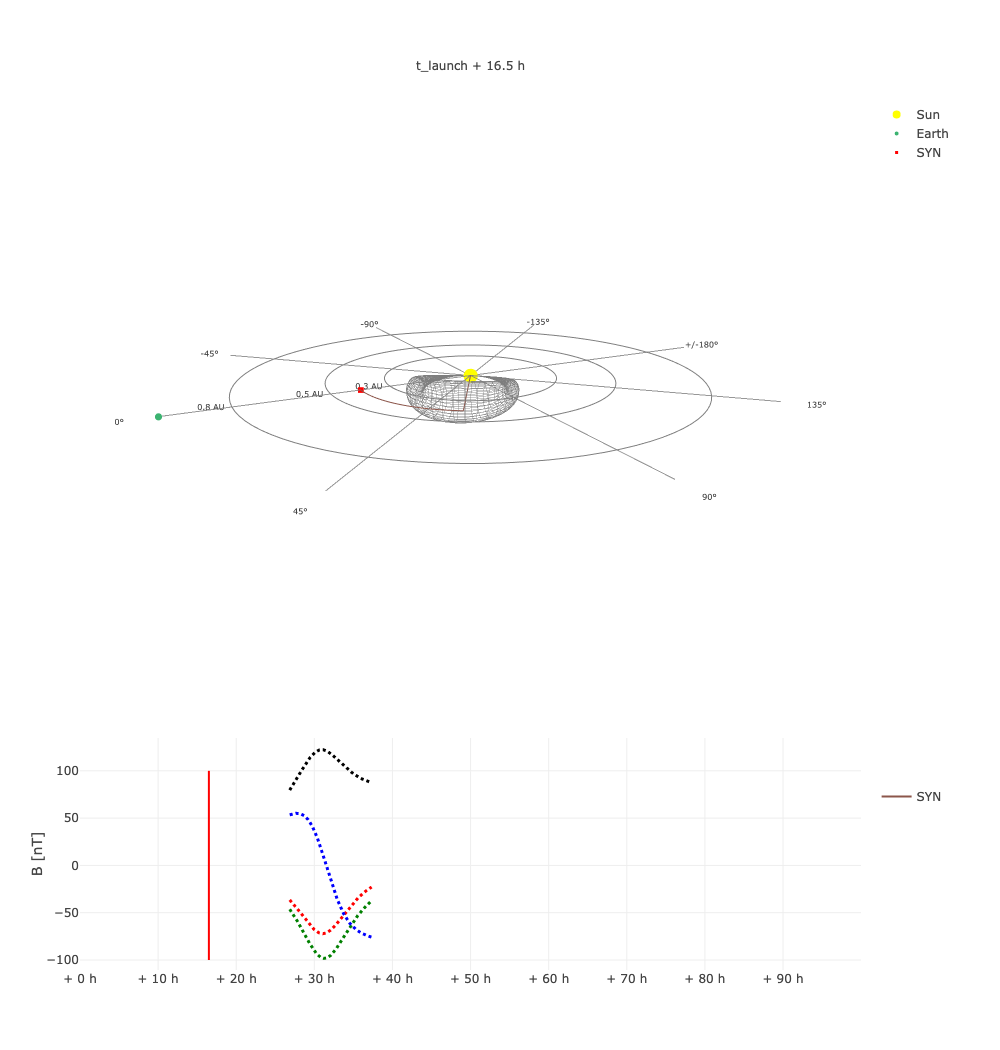 t_launch + 16.5 h
Sun
Earth
SYN
-90°
-135°
+/-180°
-45°
0.3 AU
0.5 AU
0.8 AU
135°
0°
90°
45°
100
50
0
−50
−100
B [nT]
SYN
+ 0 h
+ 10 h
+ 20 h
+ 30 h
+ 40 h
+ 50 h
+ 60 h
+ 70 h
+ 80 h
+ 90 h